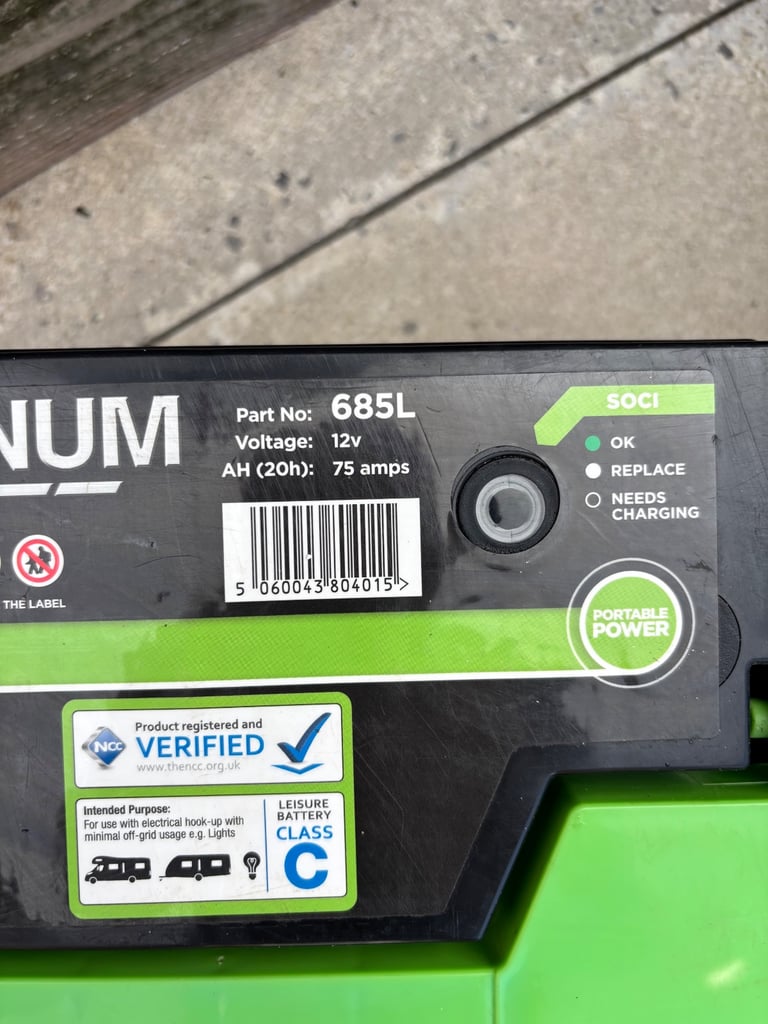 NUM
Part No: 685L
Voltage: 12v
AH (20h): 75 amps
5 060043 804015 >
THE LABEL
SOCI
OK
REPLACE
NEEDS
CHARGING
PORTABLE
POWER
NCC
Product registered and
VERIFIED
www.thencc.org.uk
Intended Purpose:
For use with electrical hook-up with
minimal off-grid usage e.g. Lights
LEISURE
BATTERY
CLASS
C